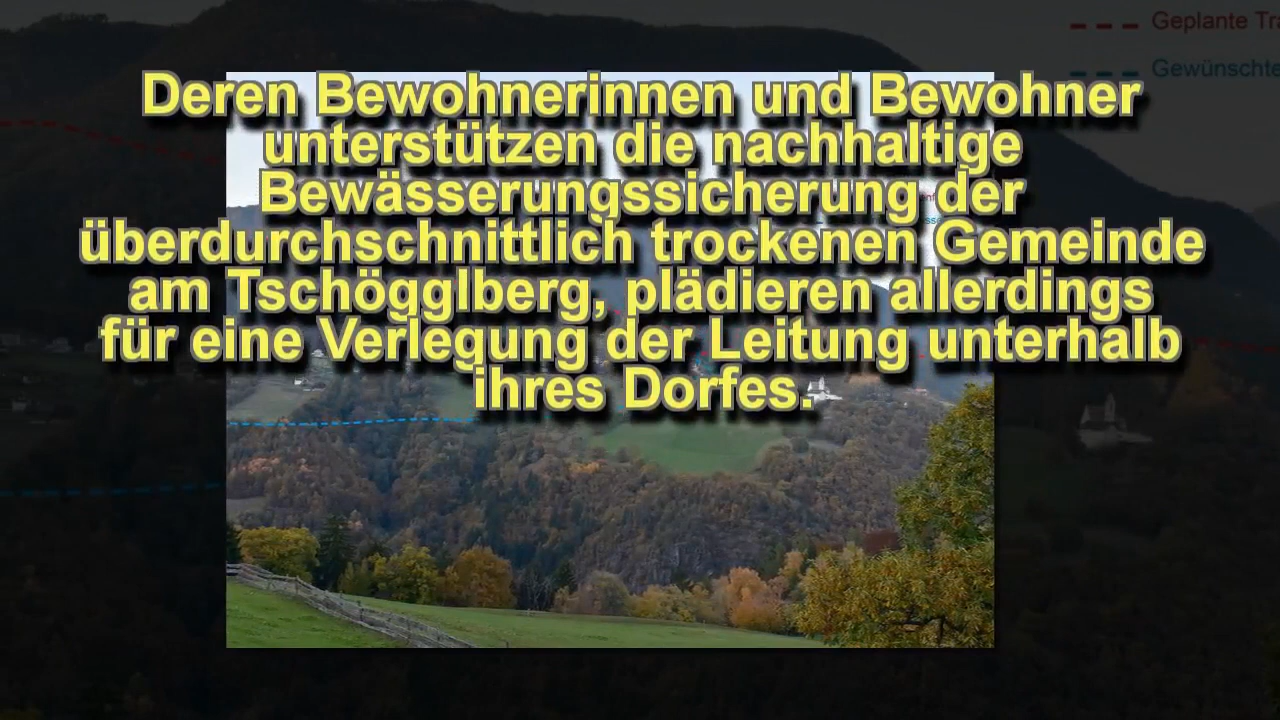 Geplante
Gewünschte
Deren Bewohnerinnen und Bewohner
unterstützen die nachhaltige
Bewässerungssicherung der
überdurchschnittlich trockenen Gemeinde
am Tschögglberg, plädieren allerdings
für eine Verlegung der Leitung unterhalb
ihres Dorfes.